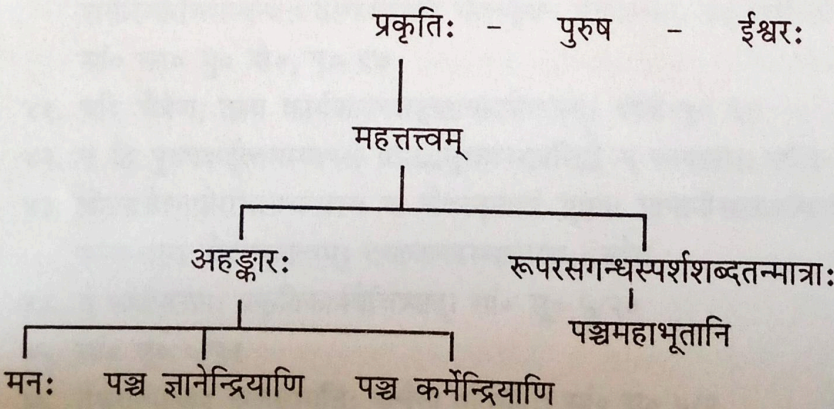 प्रकृतिः - पुरुष - ईश्वरः
महत्तत्त्वम्
अहङ्कारः रूपरसगन्धस्पर्शशब्दतन्मात्राः
पञ्चमहाभूतानि
मनः पञ्च ज्ञानेन्द्रियाणि पञ्च कर्मेन्द्रियाणि